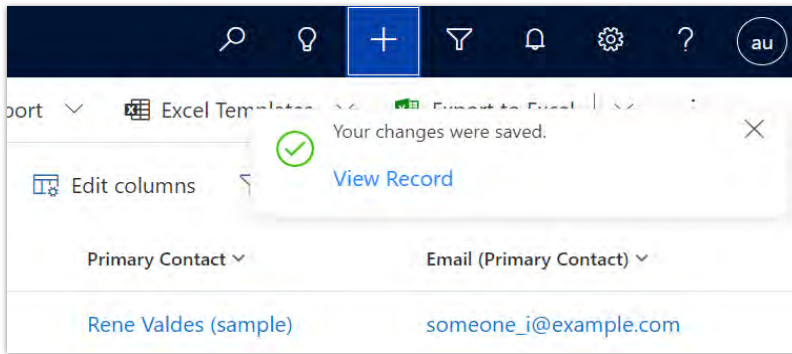 au
port Excel Templates Export to Excel
Your changes were saved.
View Record
Edit columns
Primary Contact Email (Primary Contact)
Rene Valdes (sample) someone_i@example.com